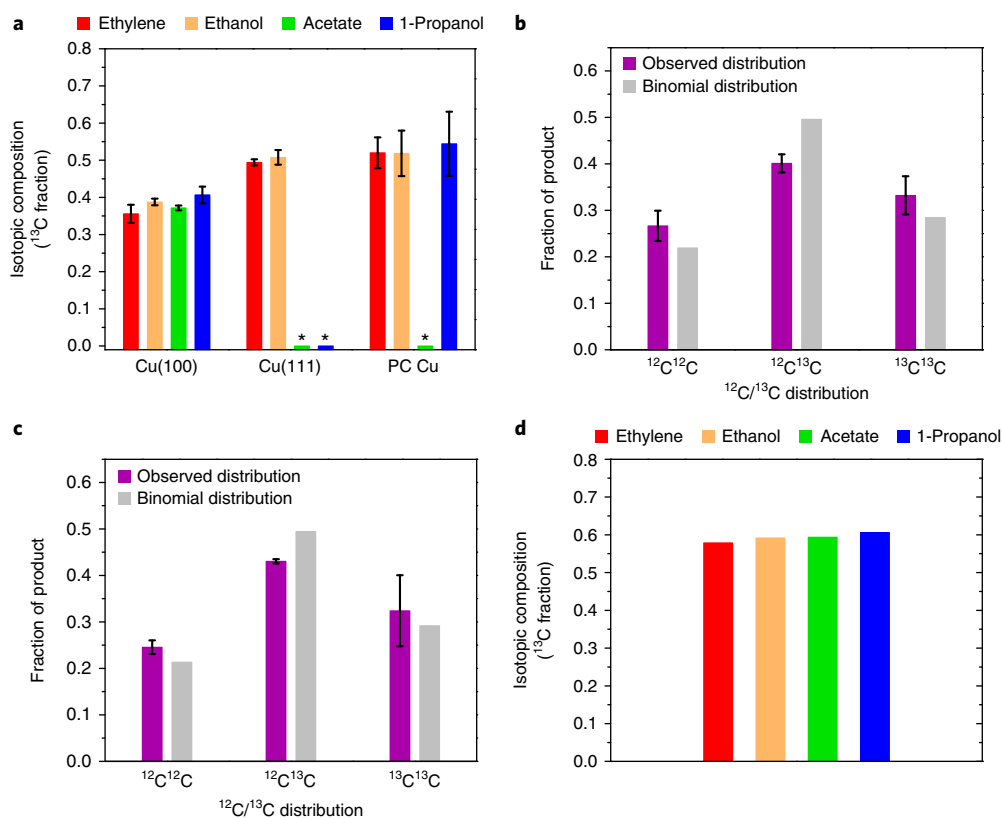 a
Ethylene Ethanol Acetate 1-Propanol
Isotopic composition
(¹³C fraction)
0.8
0.7
0.6
0.5
0.4
0.3
0.2
0.1
0.0
* * *
Cu(100) Cu(111) PC Cu
b
Observed distribution
Binomial distribution
Fraction of product
0.6
0.5
0.4
0.3
0.2
0.1
0.0
¹²C¹²C ¹²C¹³C ¹³C¹³C
¹²C/¹³C distribution
c
Observed distribution
Binomial distribution
Fraction of product
0.6
0.5
0.4
0.3
0.2
0.1
0.0
¹²C¹²C ¹²C¹³C ¹³C¹³C
¹²C/¹³C distribution
d
Ethylene Ethanol Acetate 1-Propanol
Isotopic composition
(¹³C fraction)
0.8
0.7
0.6
0.5
0.4
0.3
0.2
0.1
0.0